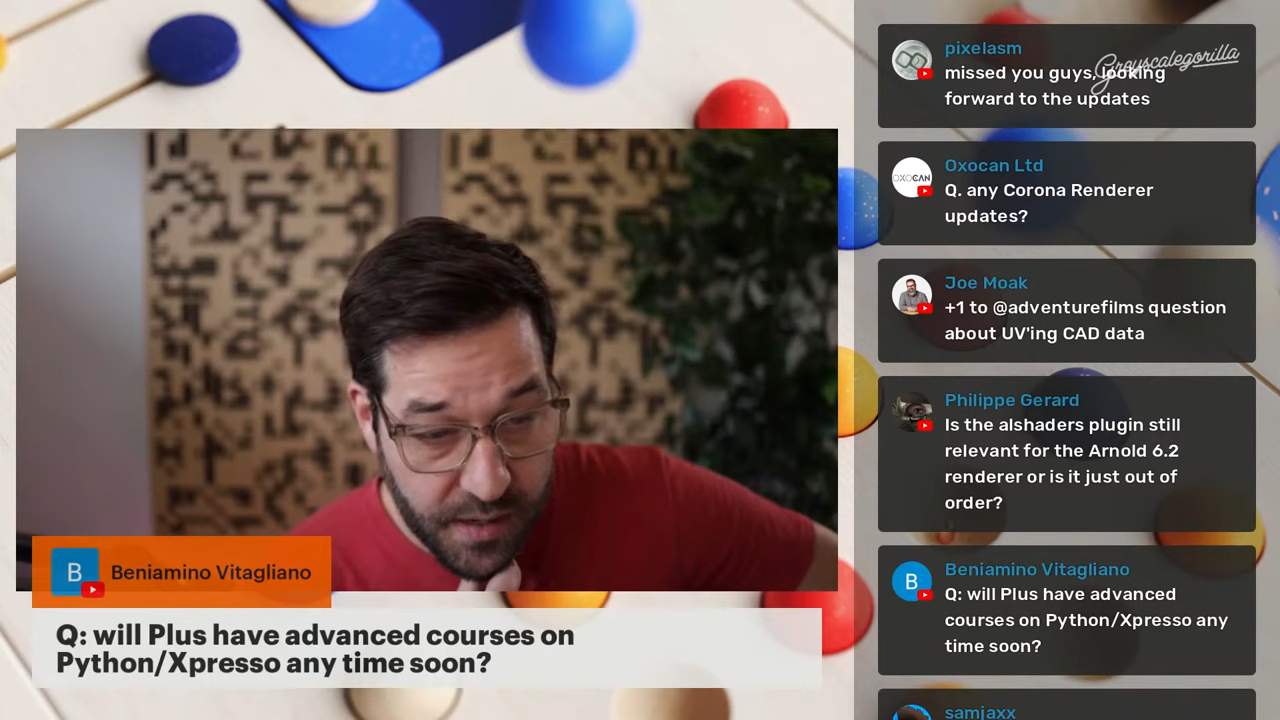 pixelasm
missed you guys, looking
forward to the updates
Greyscalegorilla
OXOCAN
Oxocan Ltd
Q. any Corona Renderer
updates?
Joe Moak
+1 to @adventurefilms question
about UV'ing CAD data
Philippe Gerard
Is the alshaders plugin still
relevant for the Arnold 6.2
renderer or is it just out of
order?
B
Beniamino Vitagliano
Q: will Plus have advanced
courses on Python/Xpresso any
time soon?
samjaxx
B
Beniamino Vitagliano
Q: will Plus have advanced courses on
Python/Xpresso any time soon?